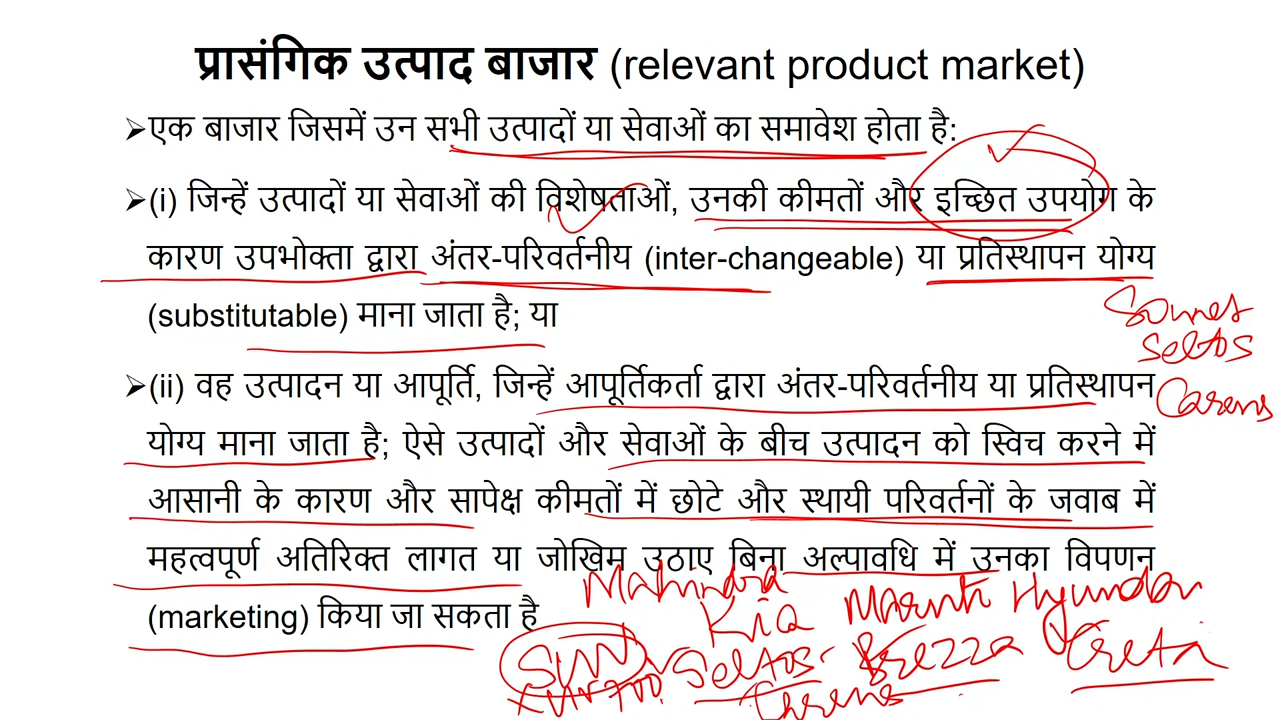 प्रासंगिक उत्पाद बाजार (relevant product market)
➢एक बाजार जिसमें उन सभी उत्पादों या सेवाओं का समावेश होता है:
➢(i) जिन्हें उत्पादों या सेवाओं की विशेषताओं, उनकी कीमतों और इच्छित उपयोग के
कारण उपभोक्ता द्वारा अंतर-परिवर्तनीय (inter-changeable) या प्रतिस्थापन योग्य
(substitutable) माना जाता है; या
Sonet
Seltos
Carens
➢(ii) वह उत्पादन या आपूर्ति, जिन्हें आपूर्तिकर्ता द्वारा अंतर-परिवर्तनीय या प्रतिस्थापन
योग्य माना जाता है; ऐसे उत्पादों और सेवाओं के बीच उत्पादन को स्विच करने में
आसानी के कारण और सापेक्ष कीमतों में छोटे और स्थायी परिवर्तनों के जवाब में
महत्वपूर्ण अतिरिक्त लागत या जोखिम उठाए बिना अल्पावधि में उनका विपणन
(marketing) किया जा सकता है
Mahindra Kia Maruti Hyundai
SUV Seltos Brezza Creta
XUV 700 Carens